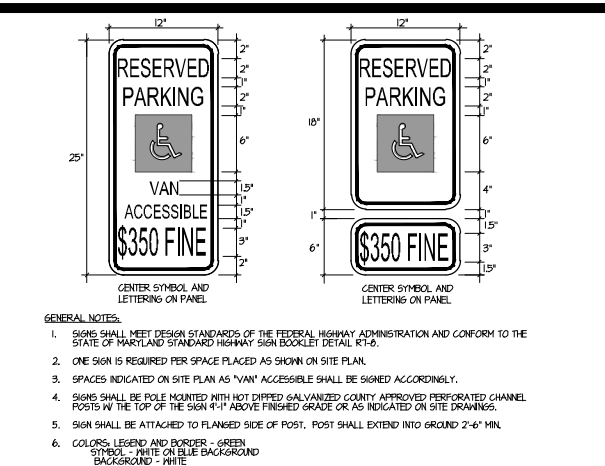 12" 12"
RESERVED
PARKING
VAN
ACCESSIBLE
$350 FINE
25"
2"
2"
1"
2"
1"
6"
1.5"
1"
1.5"
1"
3"
2"
CENTER SYMBOL AND
LETTERING ON PANEL
RESERVED
PARKING
$350 FINE
18"
1"
6"
2"
2"
1"
2"
1"
6"
4"
1"
1.5"
3"
1.5"
CENTER SYMBOL AND
LETTERING ON PANEL
GENERAL NOTES:
1. SIGNS SHALL MEET DESIGN STANDARDS OF THE FEDERAL HIGHWAY ADMINISTRATION AND CONFORM TO THE
STATE OF MARYLAND STANDARD HIGHWAY SIGN BOOKLET DETAIL R7-8.
2. ONE SIGN IS REQUIRED PER SPACE PLACED AS SHOWN ON SITE PLAN.
3. SPACES INDICATED ON SITE PLAN AS "VAN" ACCESSIBLE SHALL BE SIGNED ACCORDINGLY.
4. SIGNS SHALL BE POLE MOUNTED WITH HOT DIPPED GALVANIZED COUNTY APPROVED PERFORATED CHANNEL
POSTS W/ THE TOP OF THE SIGN 9'-1" ABOVE FINISHED GRADE OR AS INDICATED ON SITE DRAWINGS.
5. SIGN SHALL BE ATTACHED TO FLANGED SIDE OF POST. POST SHALL EXTEND INTO GROUND 2'-6" MIN.
6. COLORS: LEGEND AND BORDER - GREEN
SYMBOL - WHITE ON BLUE BACKGROUND
BACKGROUND - WHITE